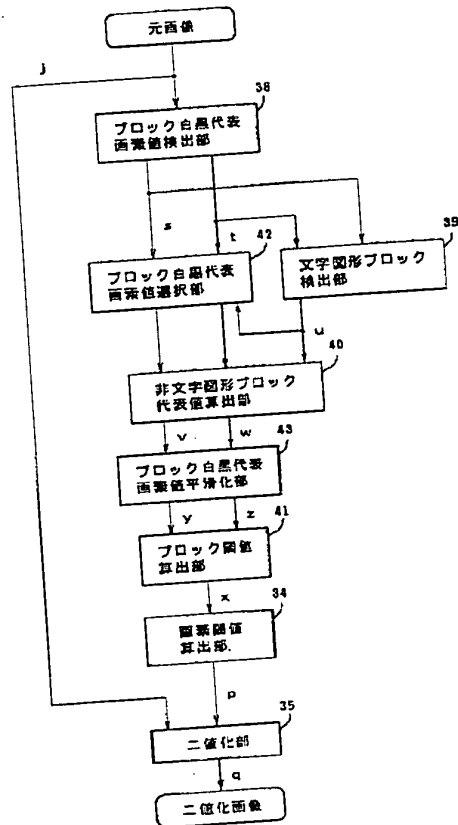 元画像
j
38
ブロック白黒代表
画素値検出部
s
t
42
39
ブロック白黒代表
画素値選択部
文字図形ブロック
検出部
u
40
非文字図形ブロック
代表値算出部
v
w
43
ブロック白黒代表
画素値平滑化部
y
z
41
ブロック閾値
算出部
x
34
画素閾値
算出部
p
35
二値化部
q
二値化画像